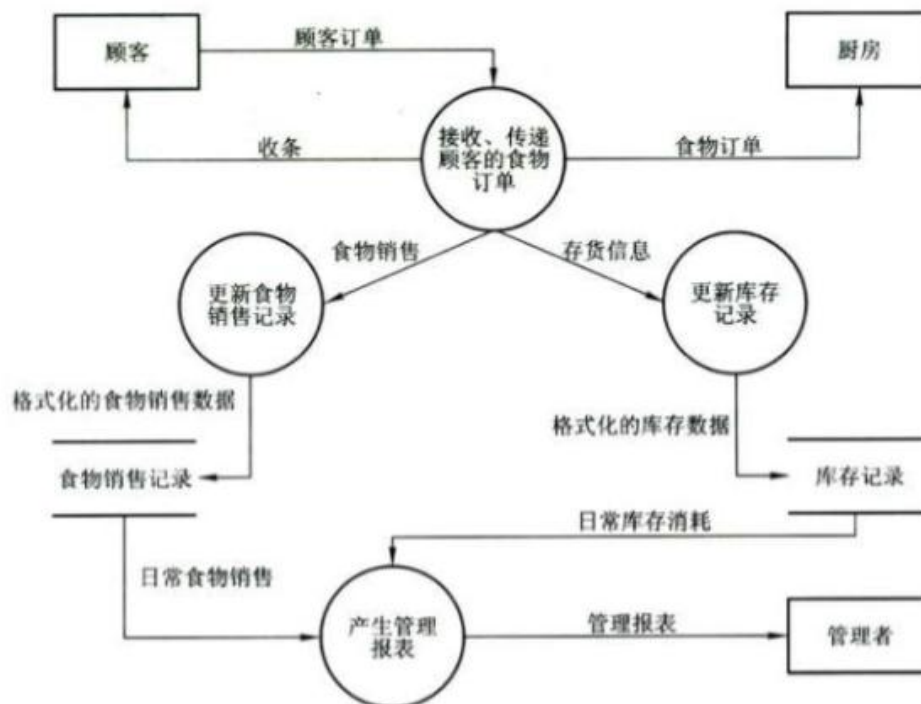 顾客
顾客订单
厨房
接收、传递
顾客的食物
订单
收条
食物订单
食物销售
存货信息
更新食物
销售记录
更新库存
记录
格式化的食物销售数据
格式化的库存数据
食物销售记录
库存记录
日常库存消耗
日常食物销售
产生管理
报表
管理报表
管理者